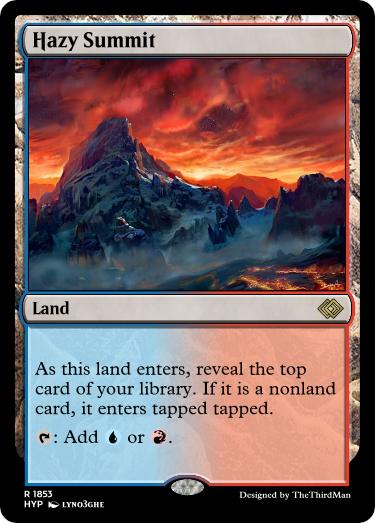 Hazy Summit
Land
As this land enters, reveal the top
card of your library. If it is a nonland
card, it enters tapped tapped.
: Add or .
R 1853
HYP LYNO3GHE
Designed by TheThirdMan